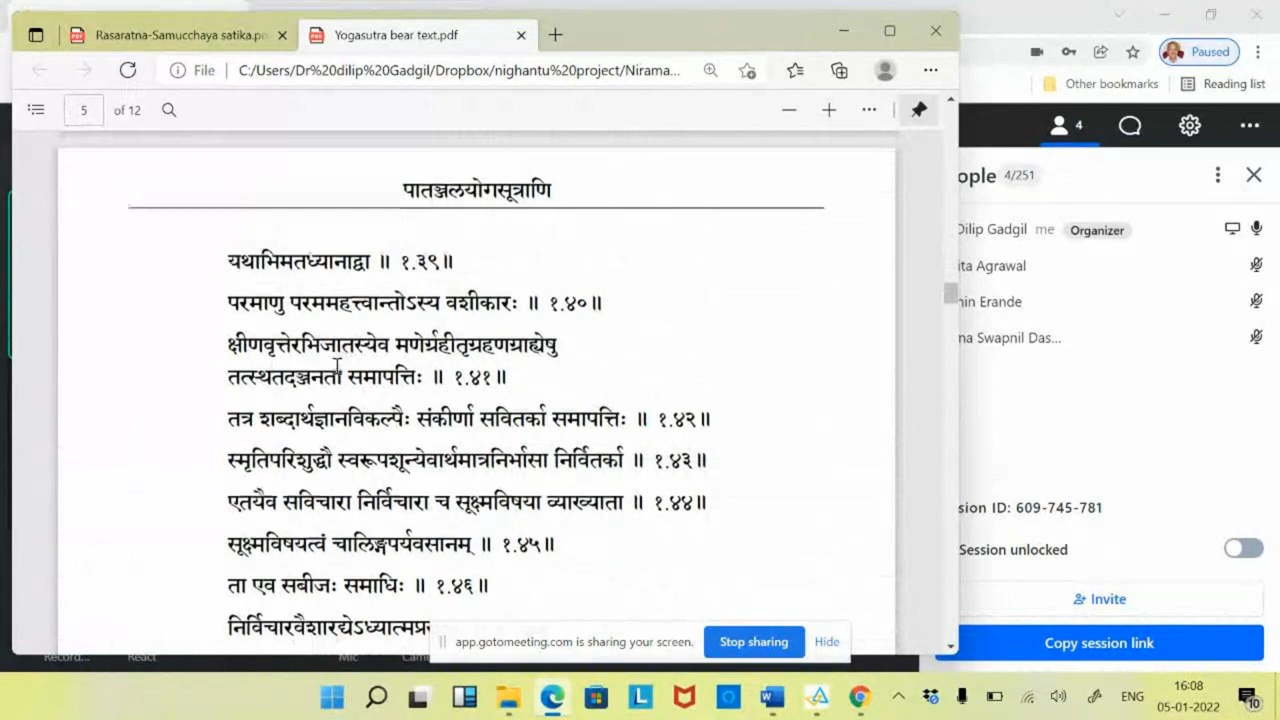 Rasaratna-Samucchaya satika.p
Yogasutra bear text.pdf
Paused
File
C:/Users/Dr%20dilip%20Gadgil/Dropbox/nighantu%20project/Nirama...
Other bookmarks
Reading list
5 of 12
4
पातञ्जलयोगसूत्राणि
यथाभिमतध्यानाद्वा ॥ १.३९॥
परमाणु परममहत्त्वान्तोऽस्य वशीकारः ॥ १.४०॥
क्षीणवृत्तेरभिजातस्येव मणेर्ग्रहीतृग्रहणग्राह्येषु
तत्स्थतदञ्जनता समापत्तिः ॥ १.४१॥
तत्र शब्दार्थज्ञानविकल्पैः संकीर्णा सवितर्का समापत्तिः ॥ १.४२॥
स्मृतिपरिशुद्धौ स्वरूपशून्येवार्थमात्रनिर्भासा निर्वितर्का ॥ १.४३॥
एतयैव सविचारा निर्विचारा च सूक्ष्मविषया व्याख्याता ॥ १.४४॥
सूक्ष्मविषयत्वं चालिङ्गपर्यवसानम् ॥ १.४५॥
ता एव सबीजः समाधिः ॥ १.४६॥
निर्विचारवैशारद्येऽध्यात्मप्र
ople 4/251
Dilip Gadgil me Organizer
ita Agrawal
nin Erande
na Swapnil Das...
sion ID: 609-745-781
Session unlocked
Invite
Copy session link
app.gotomeeting.com is sharing your screen.
Stop sharing
Hide
Record...
React
Mic
ENG
16:08
05-01-2022
10